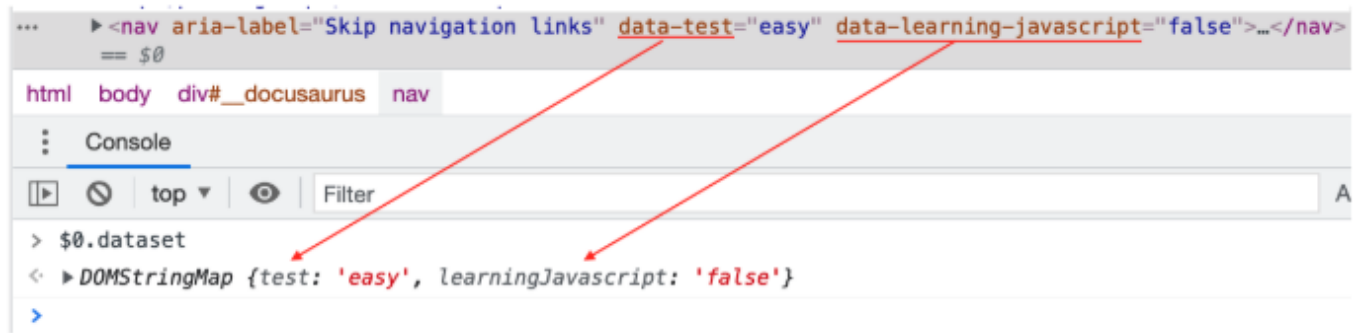 ... ▶<nav aria-label="Skip navigation links" data-test="easy" data-learning-javascript="false">…</nav>
== $0
html body div#__docusaurus nav
Console
top ▼ Filter A
> $0.dataset
<· ▶DOMStringMap {test: 'easy', learningJavascript: 'false'}
>